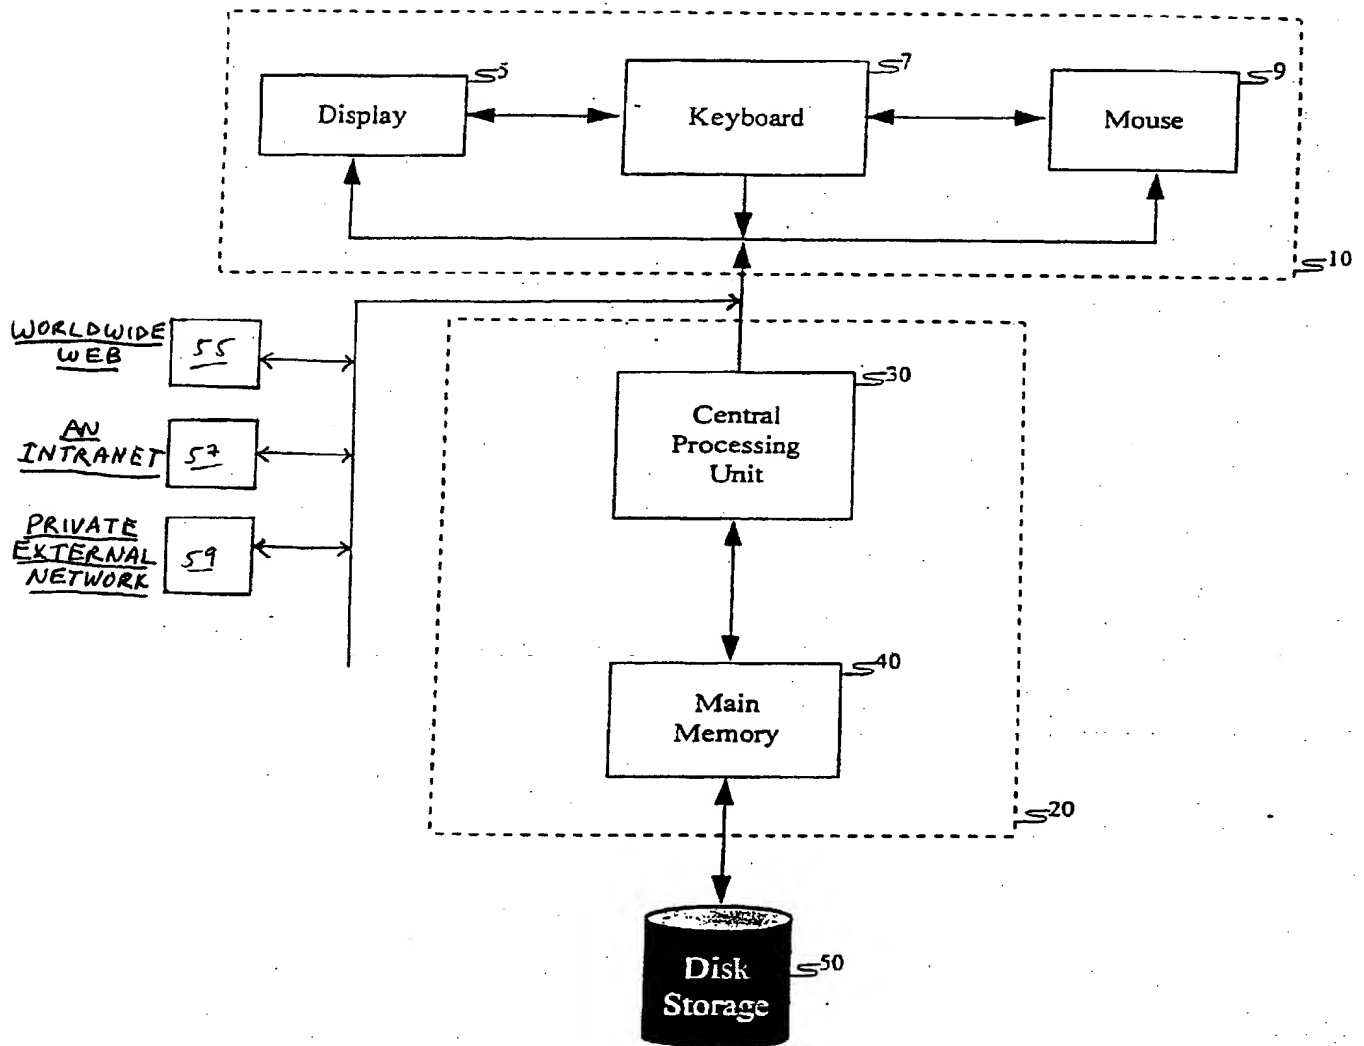 5
7
9
Display
Keyboard
Mouse
10
WORLDWIDE
WEB
55
30
Central
Processing
Unit
AN
INTRANET
57
PRIVATE
EXTERNAL
NETWORK
59
40
Main
Memory
20
50
Disk
Storage